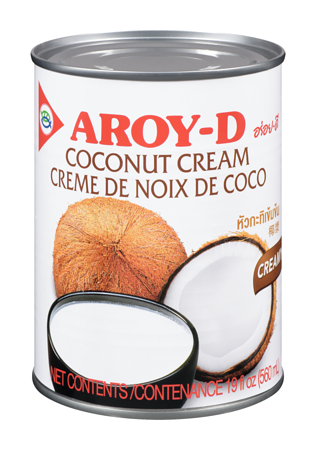 AROY-D อร่อย-ดี
COCONUT CREAM
CREME DE NOIX DE COCO
หัวกะทิเข้มข้น
CREAM
NET CONTENTS/CONTENANCE 19 fl oz (560 mL)